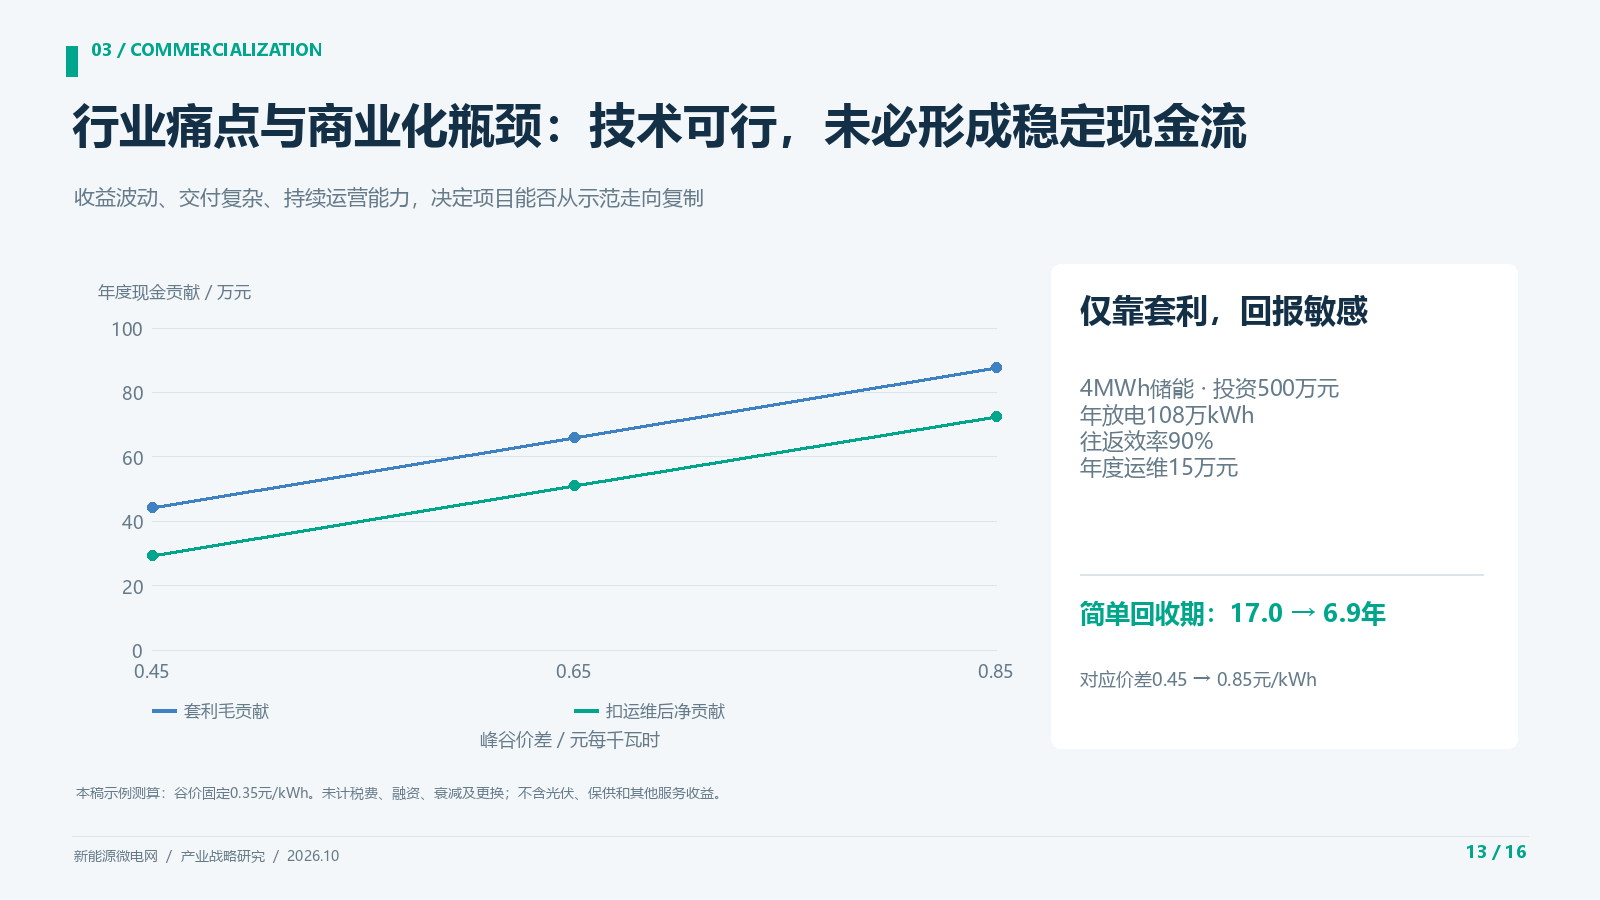 03 / COMMERCIALIZATION
行业痛点与商业化瓶颈：技术可行，未必形成稳定现金流
收益波动、交付复杂、持续运营能力，决定项目能否从示范走向复制
年度现金贡献 / 万元
100
80
60
40
20
0
0.45
0.65
0.85
套利毛贡献
扣运维后净贡献
峰谷价差 / 元每千瓦时
仅靠套利，回报敏感
4MWh储能 · 投资500万元
年放电108万kWh
往返效率90%
年度运维15万元
简单回收期：17.0 → 6.9年
对应价差0.45 → 0.85元/kWh
本稿示例测算：谷价固定0.35元/kWh。未计税费、融资、衰减及更换；不含光伏、保供和其他服务收益。
新能源微电网 / 产业战略研究 / 2026.10
13 / 16